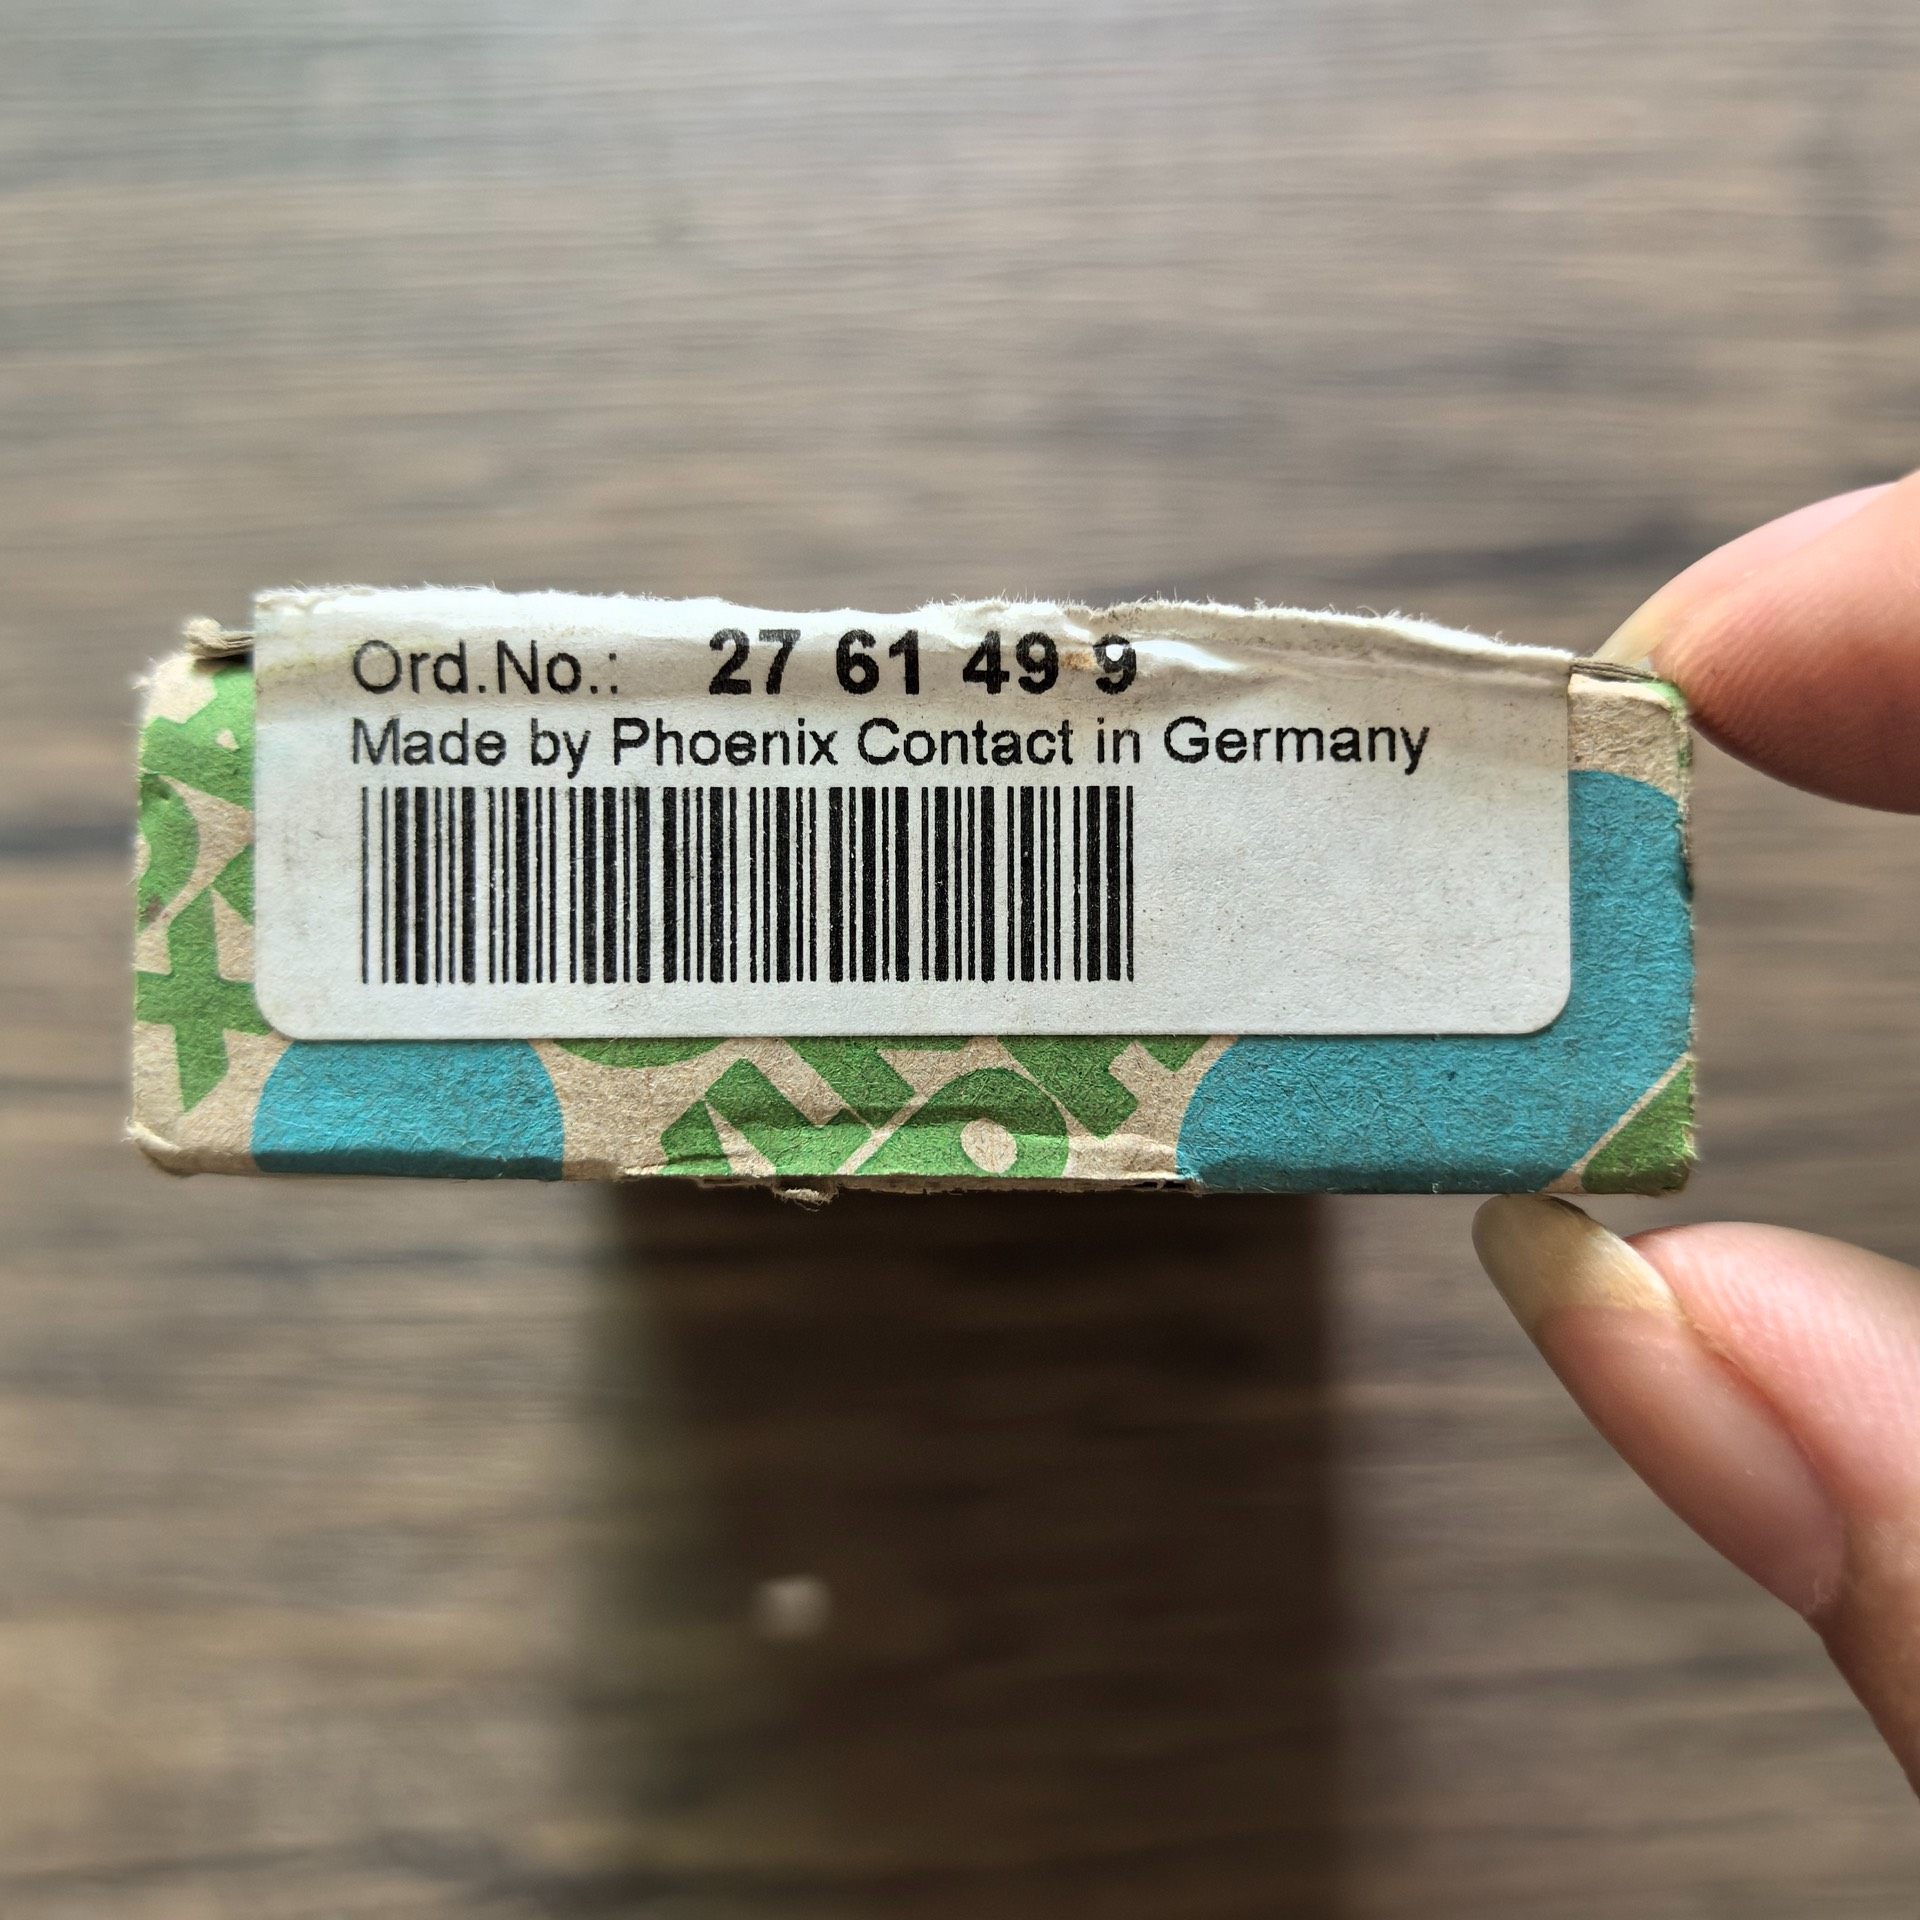 Ord.No.: 27 61 49 9
Made by Phoenix Contact in Germany